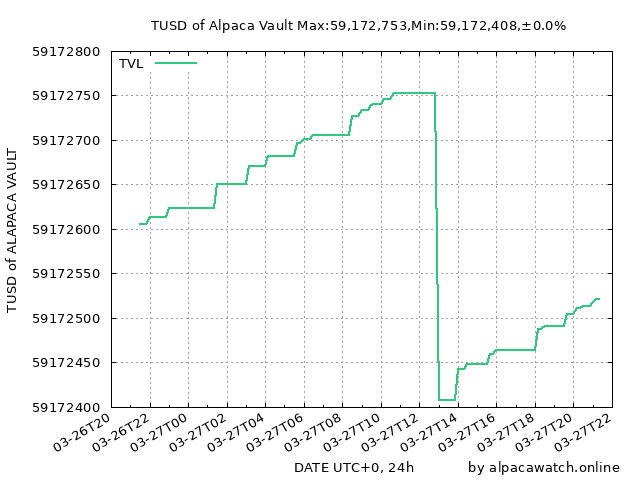 TUSD of Alpaca Vault Max:59,172,753,Min:59,172,408,±0.0%
TVL
59172800
59172750
59172700
59172650
59172600
59172550
59172500
59172450
59172400
TUSD of ALAPACA VAULT
03-26T20
03-26T22
03-27T00
03-27T02
03-27T04
03-27T06
03-27T08
03-27T10
03-27T12
03-27T14
03-27T16
03-27T18
03-27T20
03-27T22
DATE UTC+0, 24h
by alpacawatch.online